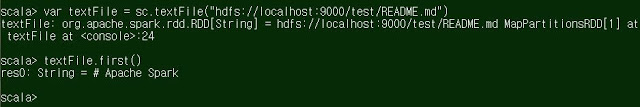 scala> var textFile = sc.textFile("hdfs://localhost:9000/test/README.md")
textFile: org.apache.spark.rdd.RDD[String] = hdfs://localhost:9000/test/README.md MapPartitionsRDD[1] at
 textFile at <console>:24
scala> textFile.first()
res0: String = # Apache Spark
scala>